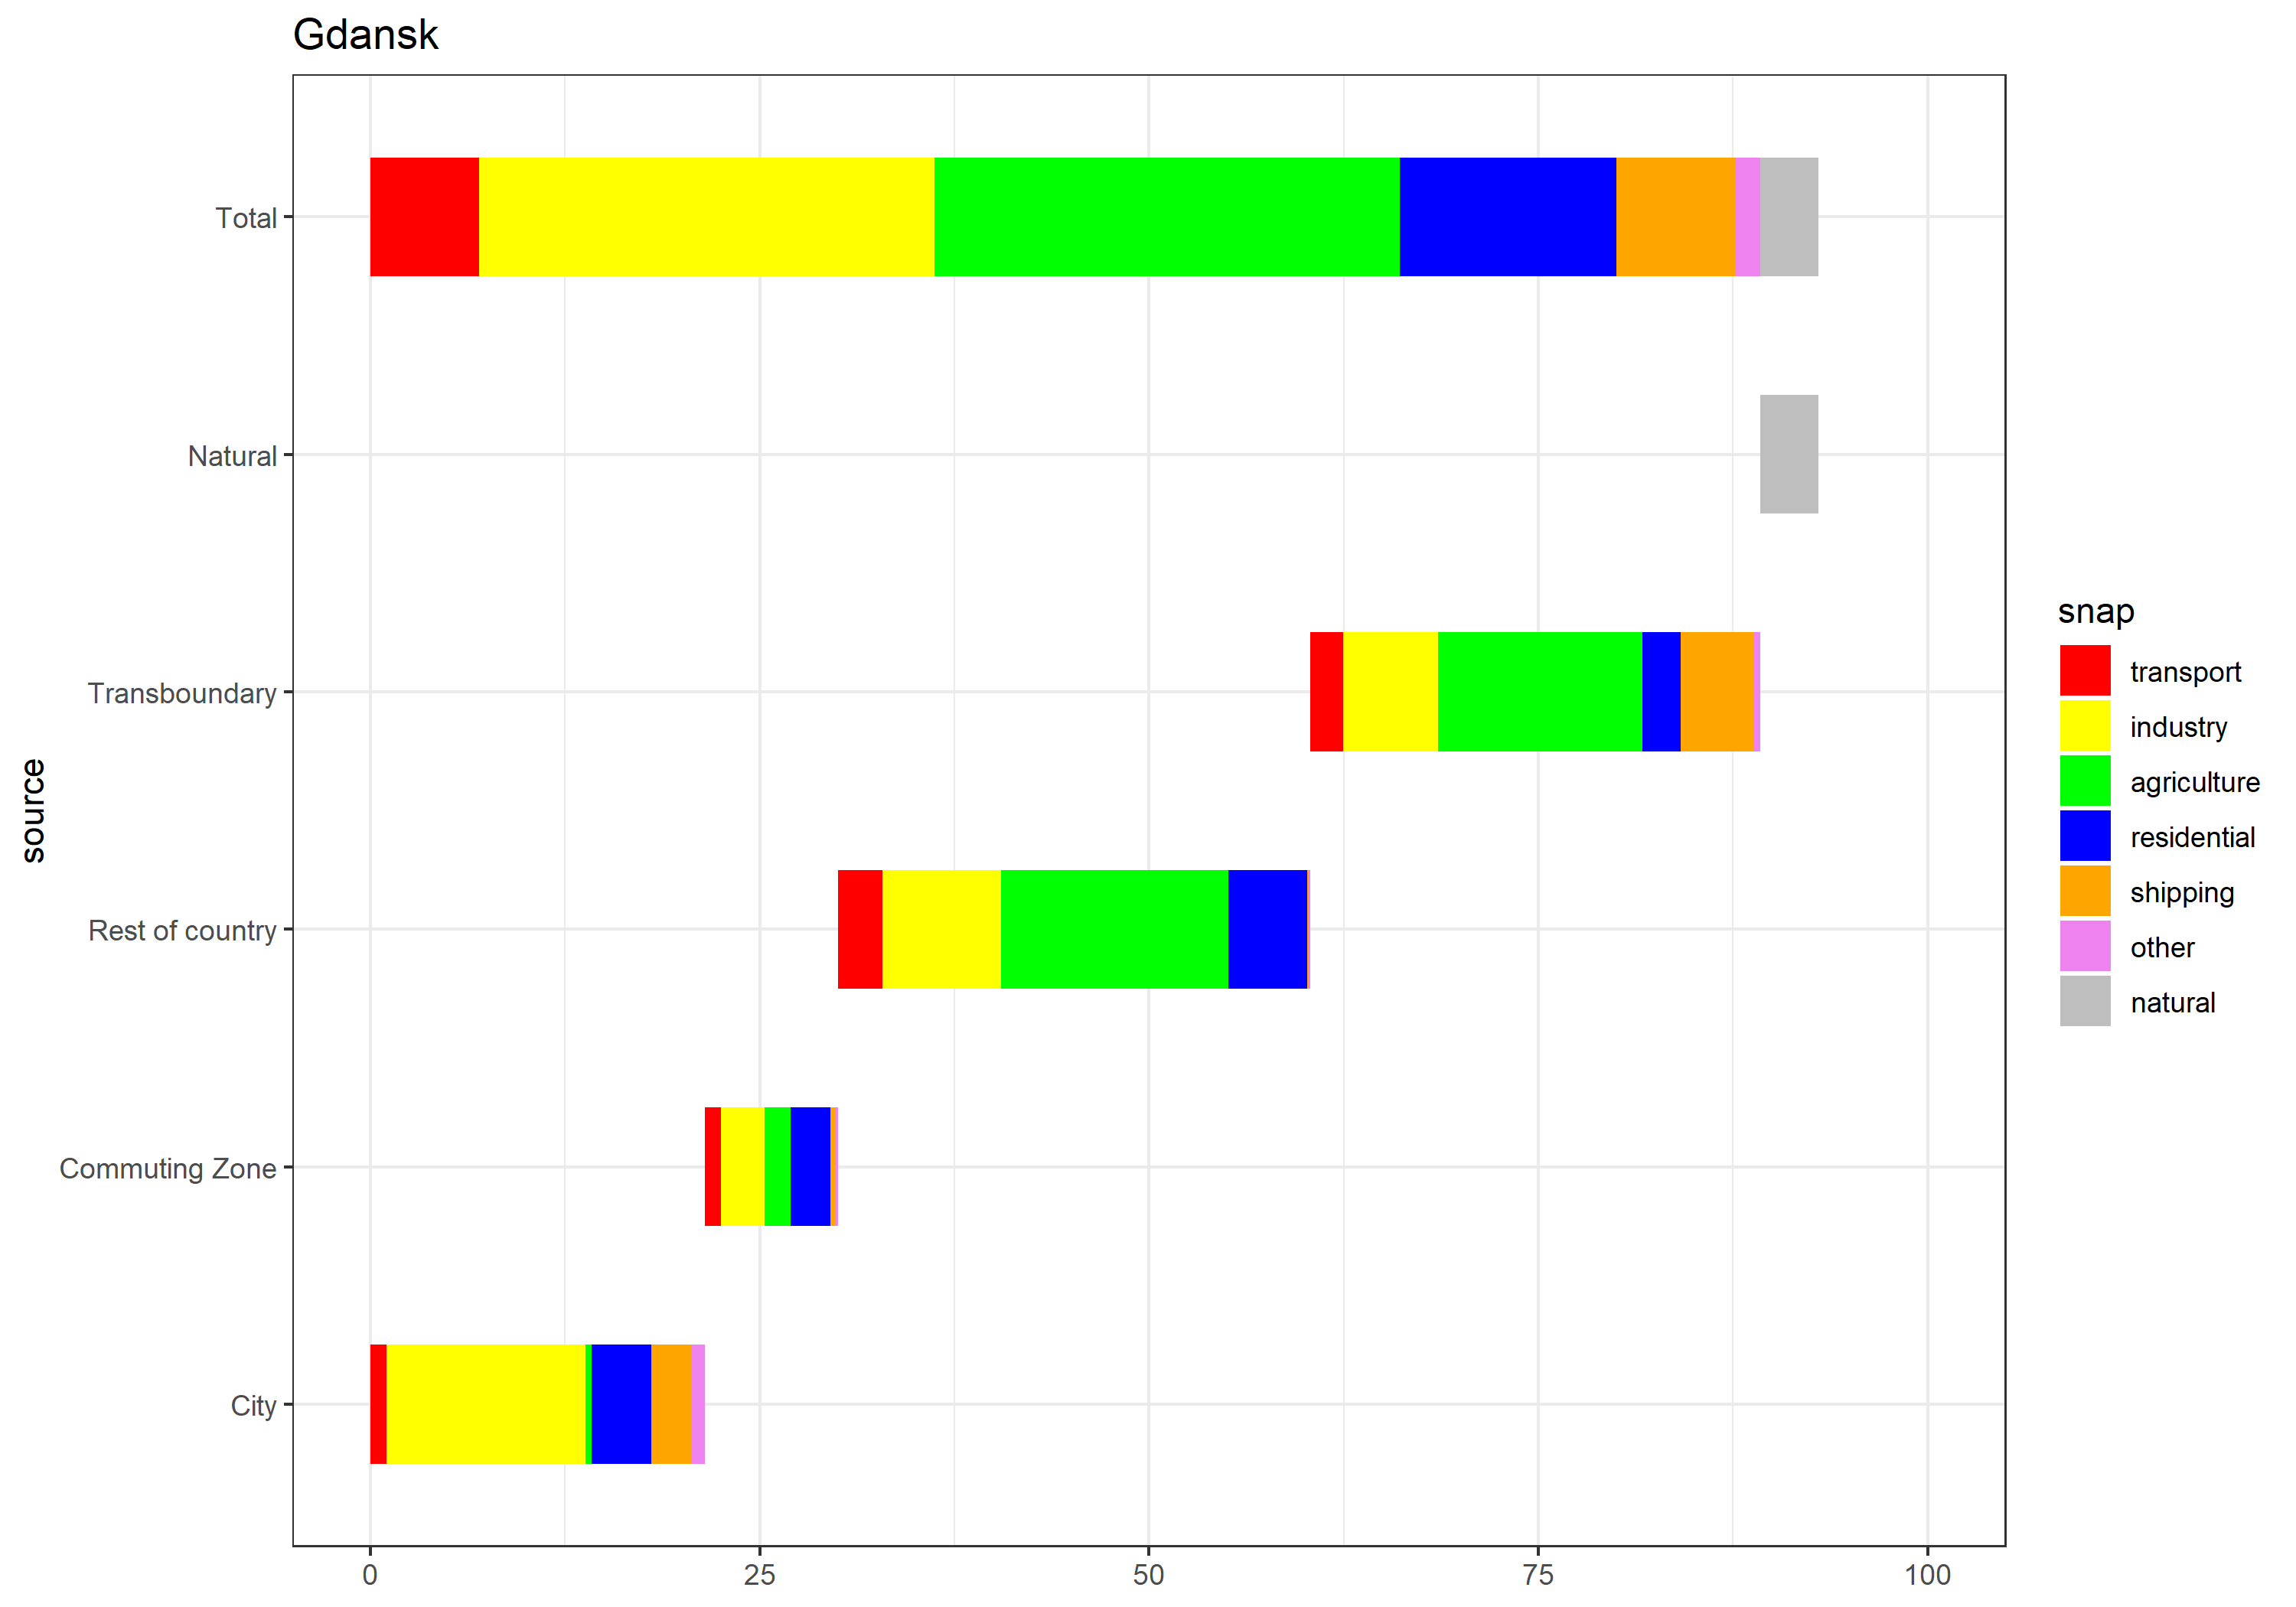 Gdansk
Total
Natural
Transboundary
Rest of country
Commuting Zone
City
source
0 25 50 75 100
snap
transport
industry
agriculture
residential
shipping
other
natural